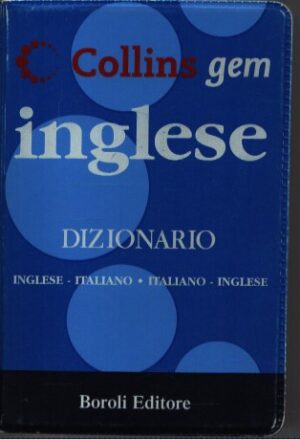 Collins gem
inglese
DIZIONARIO
INGLESE - ITALIANO • ITALIANO - INGLESE
Boroli Editore